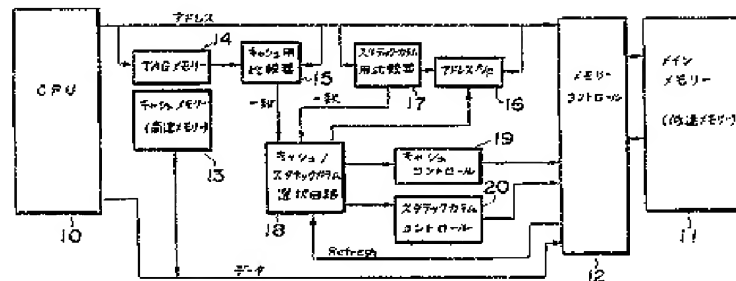 アドレス
14
TAGメモリー
キャッシュ用
比較器
15
スタティックカラム
用比較器
17
アドレス
16
CPU
10
キャッシュメモリー
(高速メモリー)
13
一致
一致
キャッシュ/
スタティックカラム
選択回路
18
キャッシュ
コントロール
19
スタティックカラム
コントロール
20
Refresh
データ
メモリー
コントロール
12
メイン
メモリー
(低速メモリー)
11